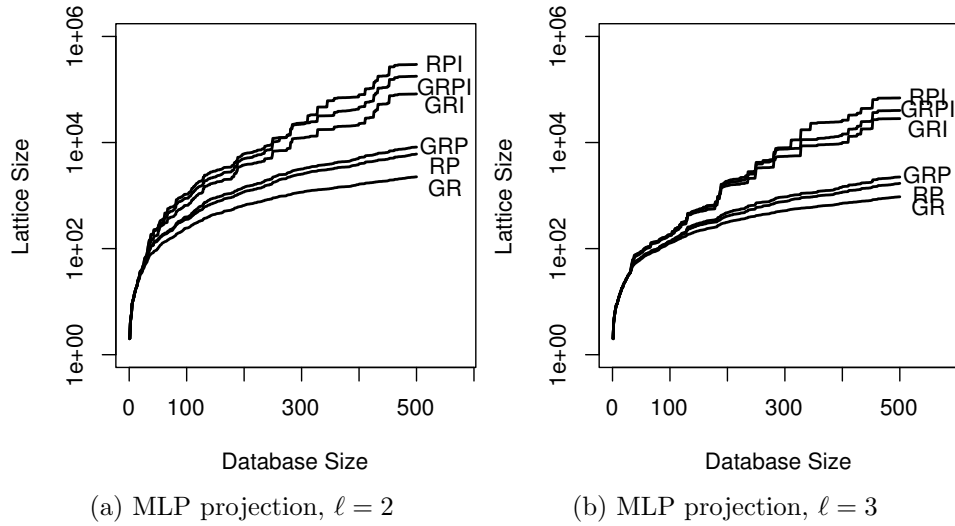 1e+06
1e+04
1e+02
1e+00
Lattice Size
RPI
GRPI
GRI
GRP
RP
GR
0 100 300 500
Database Size
(a) MLP projection, ℓ = 2
1e+06
1e+04
1e+02
1e+00
Lattice Size
RPI
GRPI
GRI
GRP
RP
GR
0 100 300 500
Database Size
(b) MLP projection, ℓ = 3